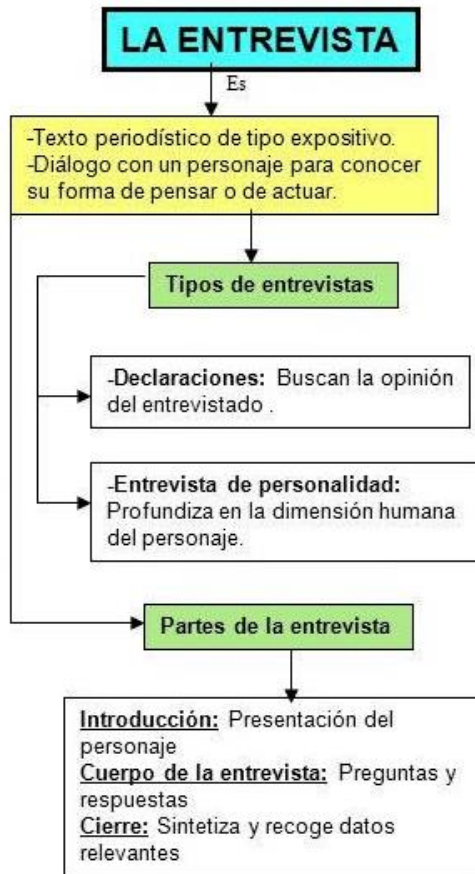 LA ENTREVISTA
Es
-Texto periodístico de tipo expositivo.
-Diálogo con un personaje para conocer
su forma de pensar o de actuar.
Tipos de entrevistas
-Declaraciones: Buscan la opinión
del entrevistado .
-Entrevista de personalidad:
Profundiza en la dimensión humana
del personaje.
Partes de la entrevista
Introducción: Presentación del
personaje
Cuerpo de la entrevista: Preguntas y
respuestas
Cierre: Sintetiza y recoge datos
relevantes